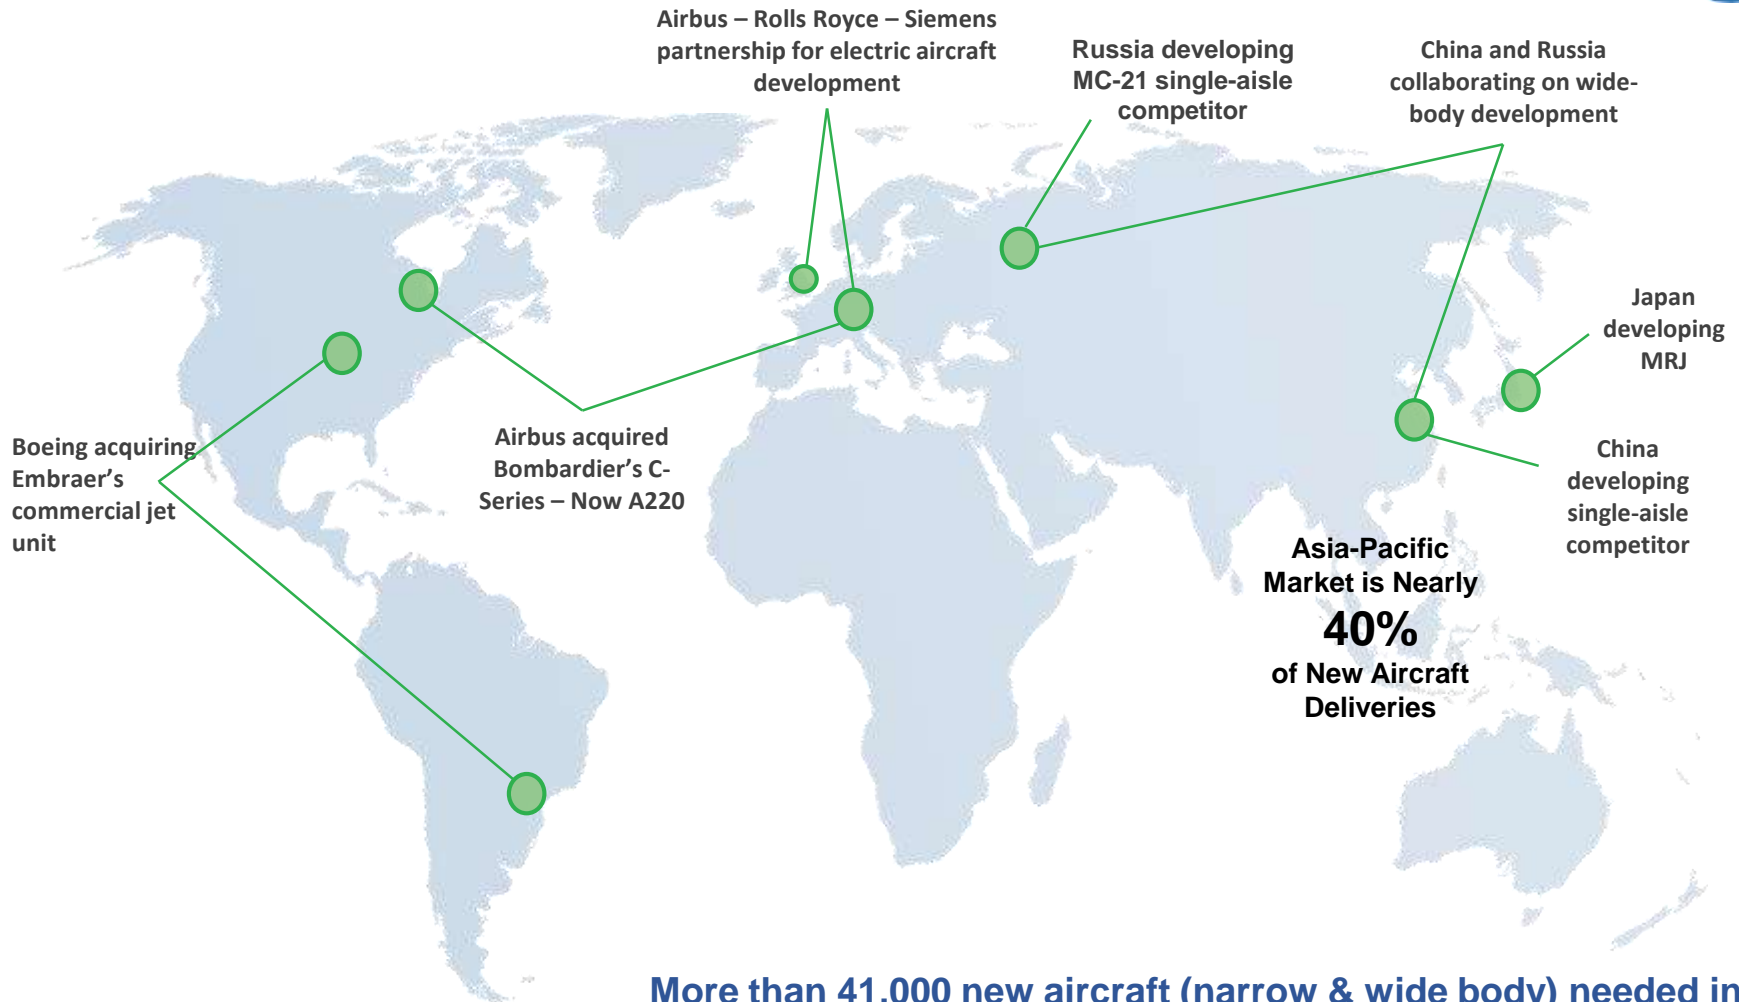 Airbus – Rolls Royce – Siemens
partnership for electric aircraft
development
Russia developing
MC-21 single-aisle
competitor
China and Russia
collaborating on wide-
body development
Japan
developing
MRJ
Boeing acquiring
Embraer’s
commercial jet
unit
Airbus acquired
Bombardier’s C-
Series – Now A220
China
developing
single-aisle
competitor
Asia-Pacific
Market is Nearly
40%
of New Aircraft
Deliveries
More than 41,000 new aircraft (narrow & wide body) needed in